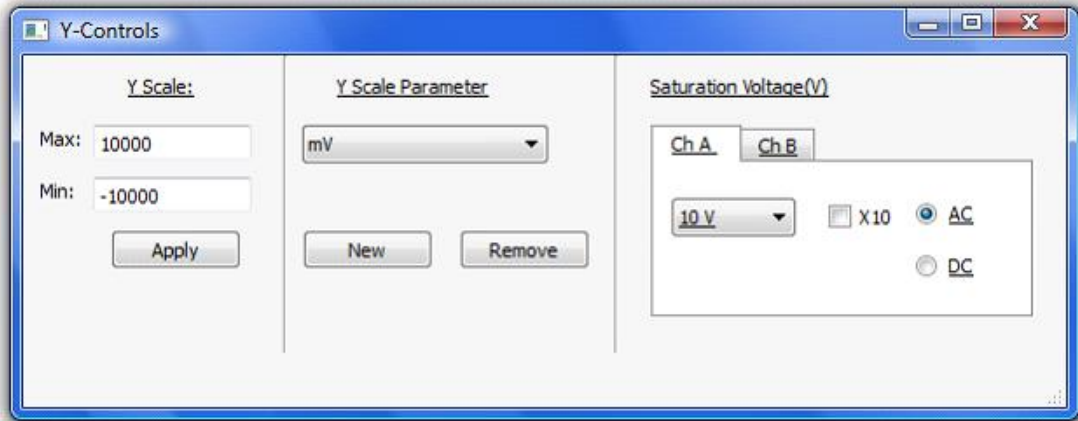 Y-Controls
Y Scale:
Max: 10000
Min: -10000
Apply
Y Scale Parameter
mV
New Remove
Saturation Voltage(V)
Ch A Ch B
10 V X10 AC
DC